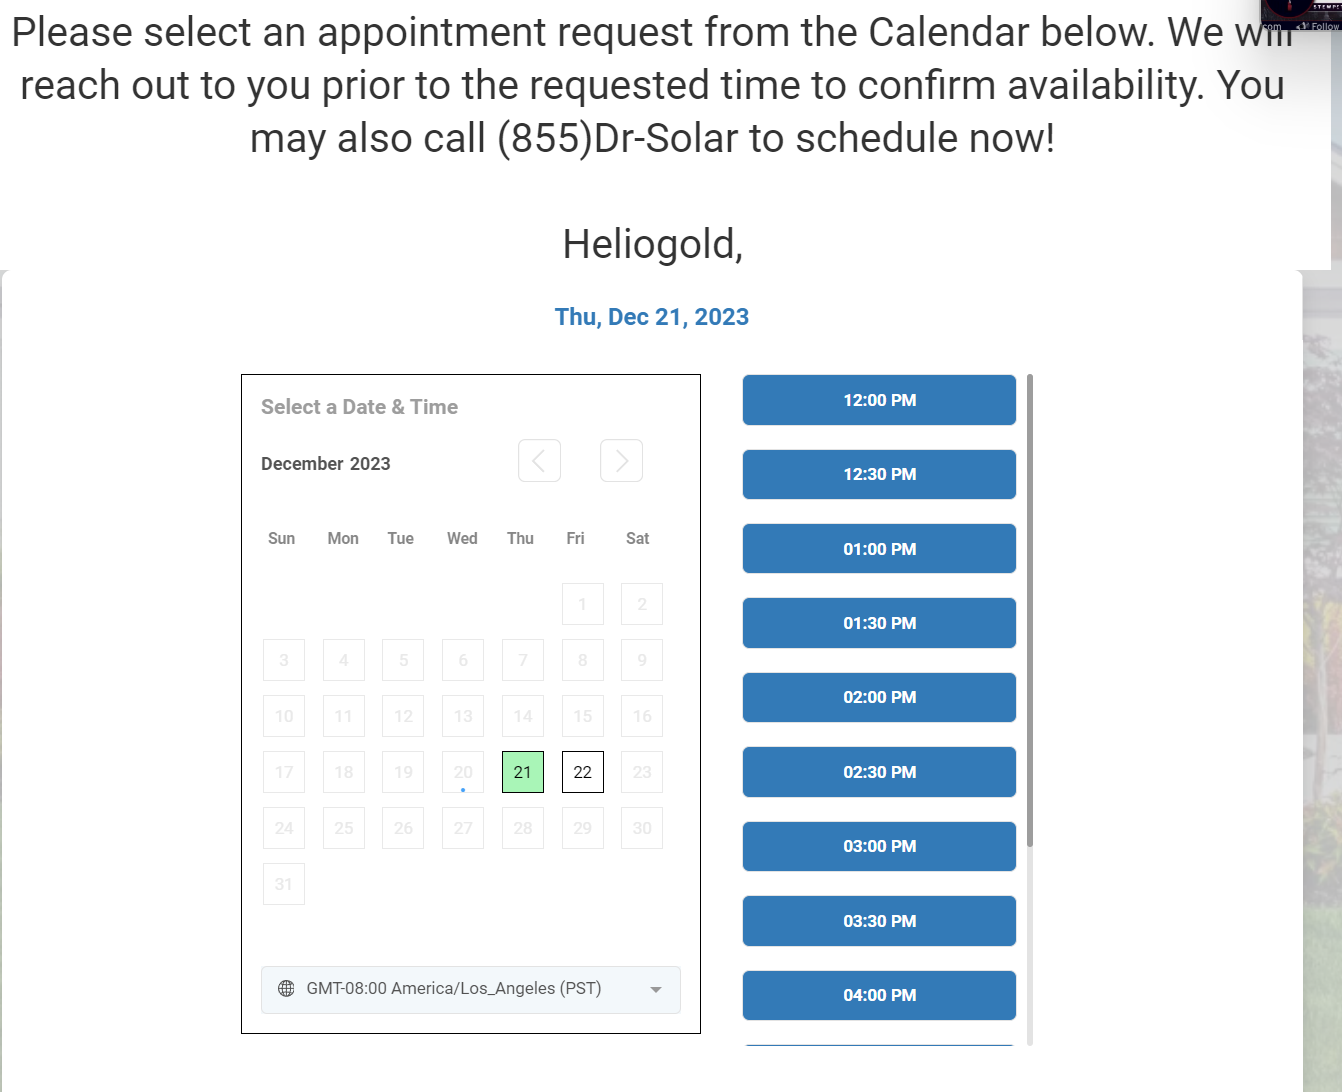 Please select an appointment request from the Calendar below. We will
reach out to you prior to the requested time to confirm availability. You
may also call (855)Dr-Solar to schedule now!
Heliogold,
Thu, Dec 21, 2023
Select a Date & Time
December 2023
Sun Mon Tue Wed Thu Fri Sat
1 2
3 4 5 6 7 8 9
10 11 12 13 14 15 16
17 18 19 20 21 22 23
24 25 26 27 28 29 30
31
GMT-08:00 America/Los_Angeles (PST)
12:00 PM
12:30 PM
01:00 PM
01:30 PM
02:00 PM
02:30 PM
03:00 PM
03:30 PM
04:00 PM
com Follow